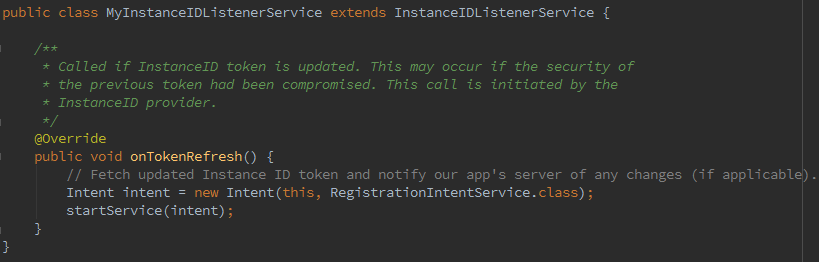 public class MyInstanceIDListenerService extends InstanceIDListenerService {
/**
* Called if InstanceID token is updated. This may occur if the security of
* the previous token had been compromised. This call is initiated by the
* InstanceID provider.
*/
@Override
public void onTokenRefresh() {
// Fetch updated Instance ID token and notify our app's server of any changes (if applicable).
Intent intent = new Intent(this, RegistrationIntentService.class);
startService(intent);
}
}